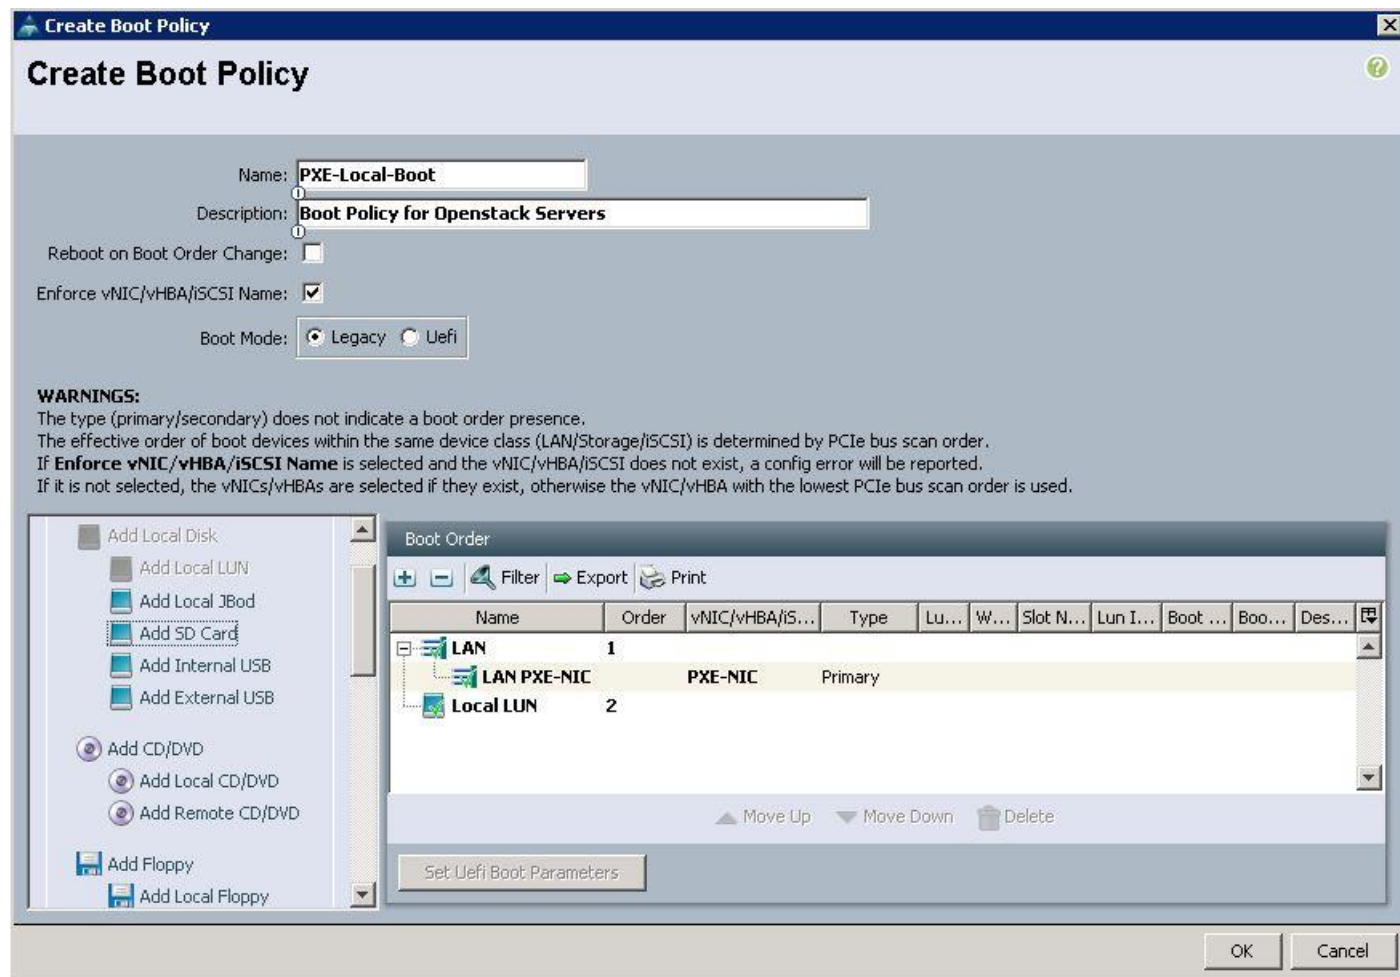 Create Boot Policy
Create Boot Policy
Name: PXE-Local-Boot
Description: Boot Policy for Openstack Servers
Reboot on Boot Order Change:
Enforce vNIC/vHBA/iSCSI Name:
Boot Mode: Legacy Uefi
WARNINGS:
The type (primary/secondary) does not indicate a boot order presence.
The effective order of boot devices within the same device class (LAN/Storage/iSCSI) is determined by PCIe bus scan order.
If Enforce vNIC/vHBA/iSCSI Name is selected and the vNIC/vHBA/iSCSI does not exist, a config error will be reported.
If it is not selected, the vNICs/vHBAs are selected if they exist, otherwise the vNIC/vHBA with the lowest PCIe bus scan order is used.
Add Local Disk
Add Local LUN
Add Local JBod
Add SD Card
Add Internal USB
Add External USB
Add CD/DVD
Add Local CD/DVD
Add Remote CD/DVD
Add Floppy
Add Local Floppy
Boot Order
Filter Export Print
Name Order vNIC/vHBA/iS... Type Lu... W... Slot N... Lun I... Boot ... Boo... Des...
LAN 1
LAN PXE-NIC PXE-NIC Primary
Local LUN 2
Move Up Move Down Delete
Set Uefi Boot Parameters
OK Cancel